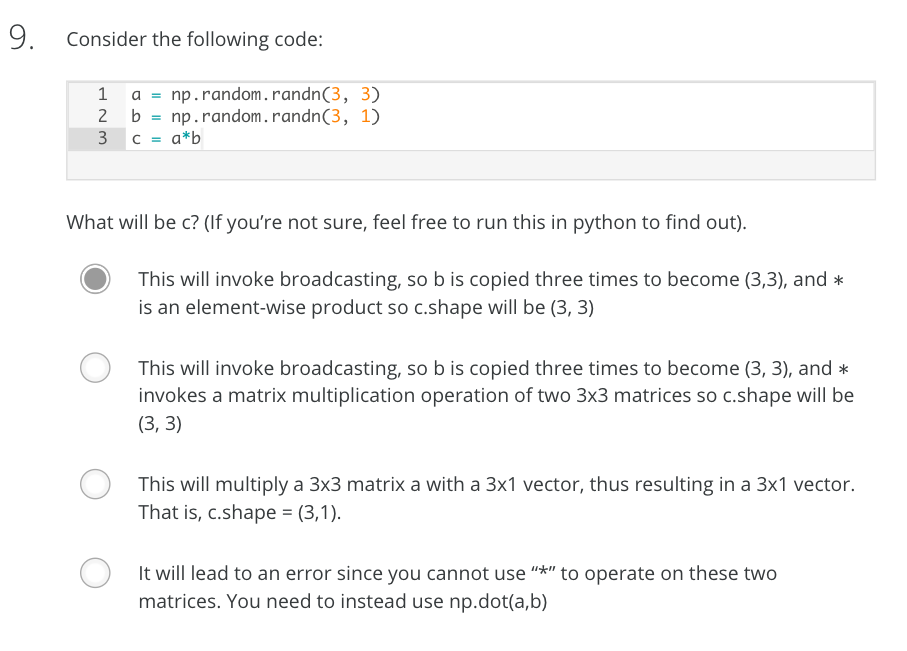 9. Consider the following code:
1 a = np.random.randn(3, 3)
2 b = np.random.randn(3, 1)
3 c = a*b
What will be c? (If you’re not sure, feel free to run this in python to find out).
This will invoke broadcasting, so b is copied three times to become (3,3), and ∗
is an element-wise product so c.shape will be (3, 3)
This will invoke broadcasting, so b is copied three times to become (3, 3), and ∗
invokes a matrix multiplication operation of two 3x3 matrices so c.shape will be
(3, 3)
This will multiply a 3x3 matrix a with a 3x1 vector, thus resulting in a 3x1 vector.
That is, c.shape = (3,1).
It will lead to an error since you cannot use “*” to operate on these two
matrices. You need to instead use np.dot(a,b)